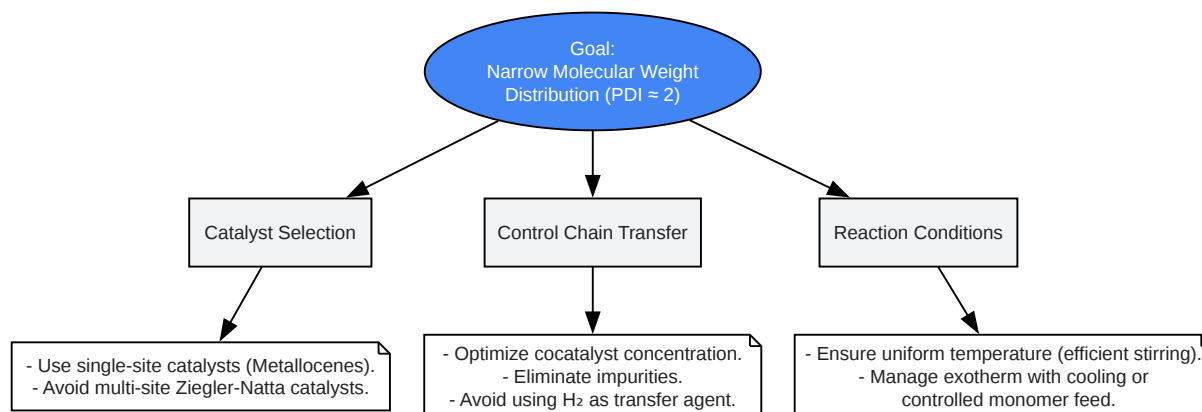 Goal:
Narrow Molecular Weight
Distribution (PDI ≈ 2)
Catalyst Selection
Control Chain Transfer
Reaction Conditions
- Use single-site catalysts (Metallocenes).
- Avoid multi-site Ziegler-Natta catalysts.
- Optimize cocatalyst concentration.
- Eliminate impurities.
- Avoid using H₂ as transfer agent.
- Ensure uniform temperature (efficient stirring).
- Manage exotherm with cooling or
controlled monomer feed.